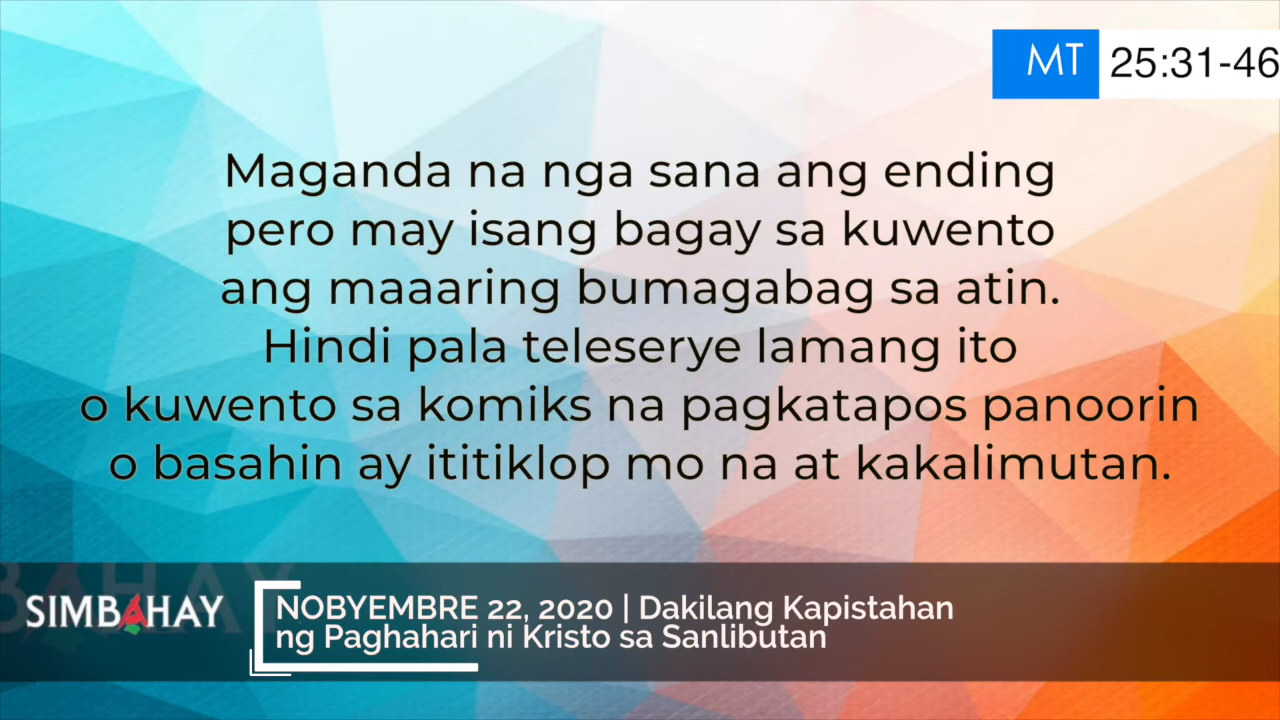 MT 25:31-46
Maganda na nga sana ang ending
pero may isang bagay sa kuwento
ang maaaring bumagabag sa atin.
Hindi pala teleserye lamang ito
o kuwento sa komiks na pagkatapos panoorin
o basahin ay ititiklop mo na at kakalimutan.
SIMBAHAY
NOBYEMBRE 22, 2020 | Dakilang Kapistahan
ng Paghahari ni Kristo sa Sanlibutan